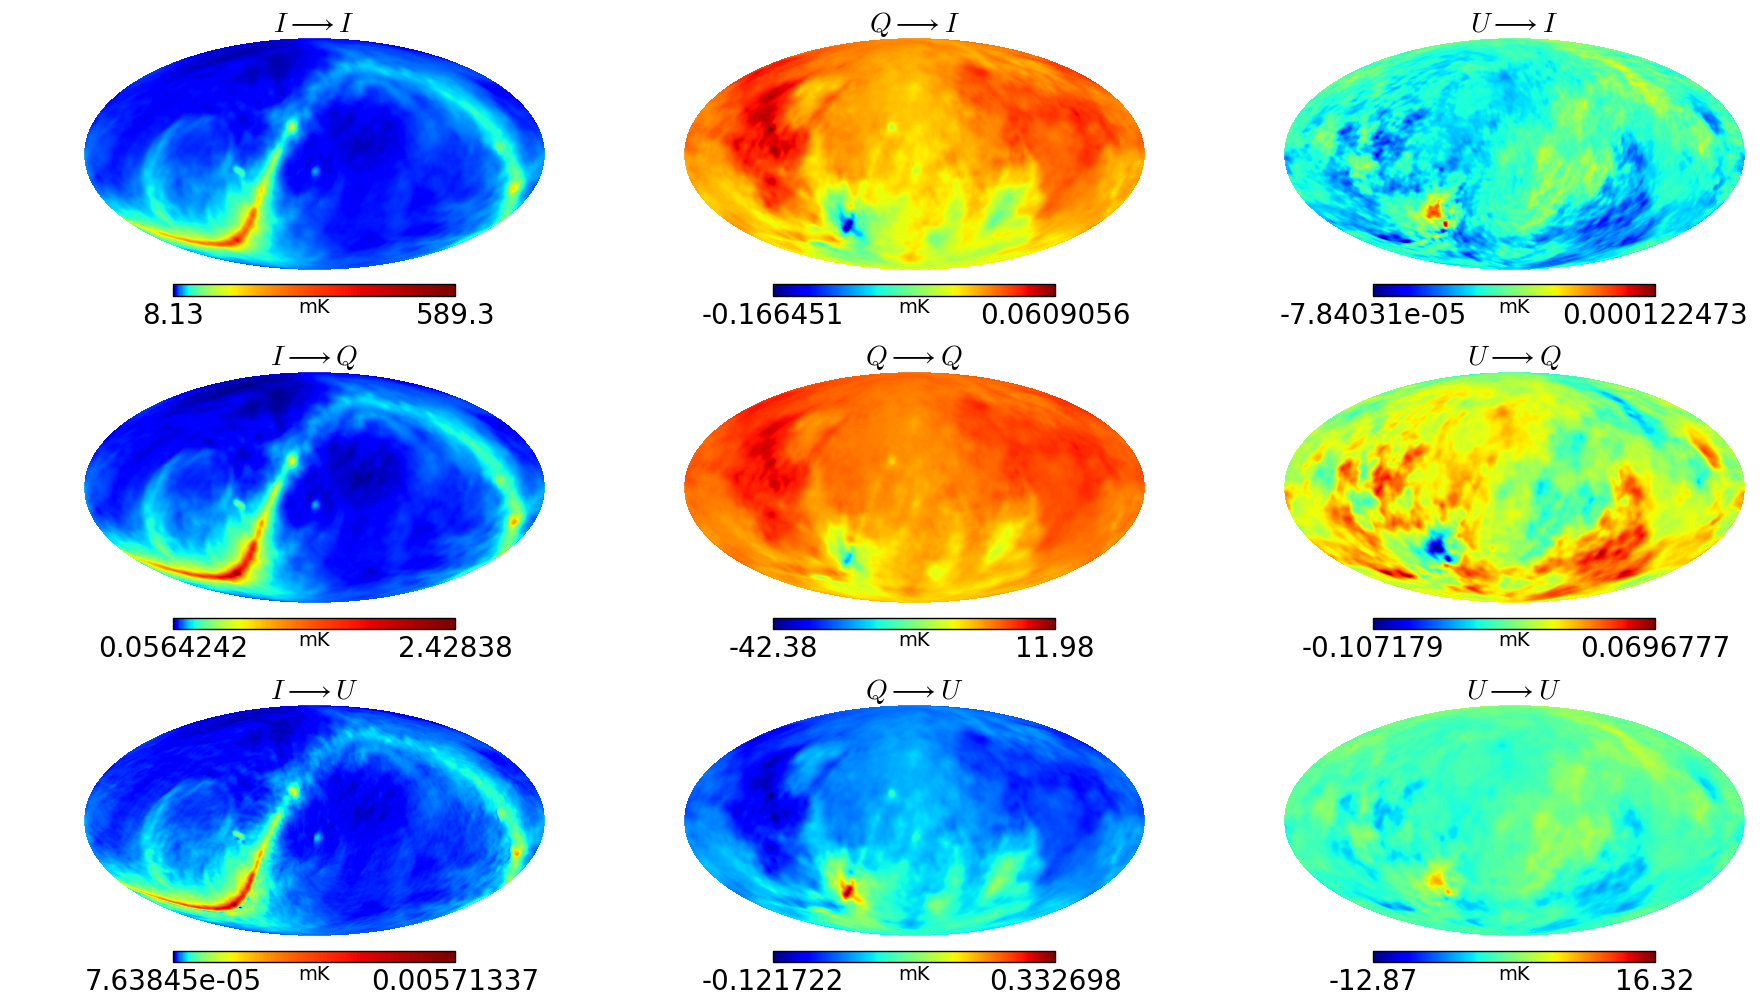 I ⟶ I
Q ⟶ I
U ⟶ I
8.13 mK 589.3
-0.166451 mK 0.0609056
-7.84031e-05 mK 0.000122473
I ⟶ Q
Q ⟶ Q
U ⟶ Q
0.0564242 mK 2.42838
-42.38 mK 11.98
-0.107179 mK 0.0696777
I ⟶ U
Q ⟶ U
U ⟶ U
7.63845e-05 mK 0.00571337
-0.121722 mK 0.332698
-12.87 mK 16.32